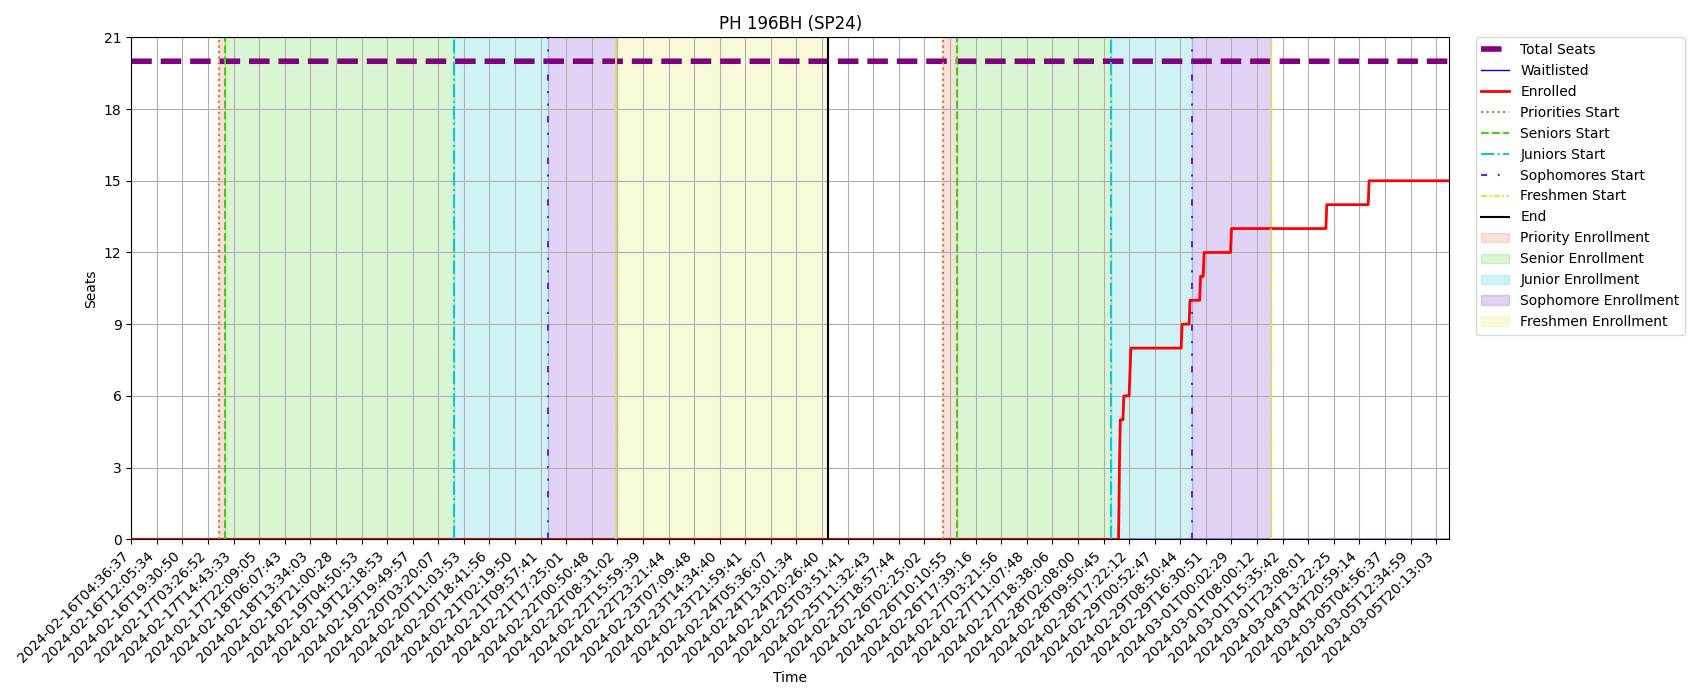 PH 196BH (SP24)
21
18
15
12
9
6
3
0
Seats
2024-02-16T04:36:37
2024-02-16T12:05:34
2024-02-16T19:30:50
2024-02-17T03:26:52
2024-02-17T14:43:33
2024-02-17T22:09:05
2024-02-18T06:07:43
2024-02-18T13:34:03
2024-02-18T21:00:28
2024-02-19T04:50:53
2024-02-19T12:18:53
2024-02-19T19:49:57
2024-02-20T03:20:07
2024-02-20T11:03:53
2024-02-20T18:41:56
2024-02-21T02:19:50
2024-02-21T09:57:41
2024-02-21T17:25:01
2024-02-22T00:50:48
2024-02-22T08:31:02
2024-02-22T15:59:39
2024-02-22T23:21:44
2024-02-23T07:09:48
2024-02-23T14:34:40
2024-02-23T21:59:41
2024-02-24T05:36:07
2024-02-24T13:01:34
2024-02-24T20:26:40
2024-02-25T03:51:41
2024-02-25T11:32:43
2024-02-25T18:57:44
2024-02-26T02:25:02
2024-02-26T10:10:55
2024-02-26T17:39:16
2024-02-27T03:21:56
2024-02-27T11:07:48
2024-02-27T18:38:06
2024-02-28T02:08:00
2024-02-28T09:50:45
2024-02-28T17:22:12
2024-02-29T00:52:47
2024-02-29T08:50:44
2024-02-29T16:30:51
2024-03-01T00:02:29
2024-03-01T08:00:12
2024-03-01T15:35:42
2024-03-01T23:08:01
2024-03-04T13:22:25
2024-03-04T20:59:14
2024-03-05T04:56:37
2024-03-05T12:34:59
2024-03-05T20:13:03
Time
Total Seats
Waitlisted
Enrolled
Priorities Start
Seniors Start
Juniors Start
Sophomores Start
Freshmen Start
End
Priority Enrollment
Senior Enrollment
Junior Enrollment
Sophomore Enrollment
Freshmen Enrollment